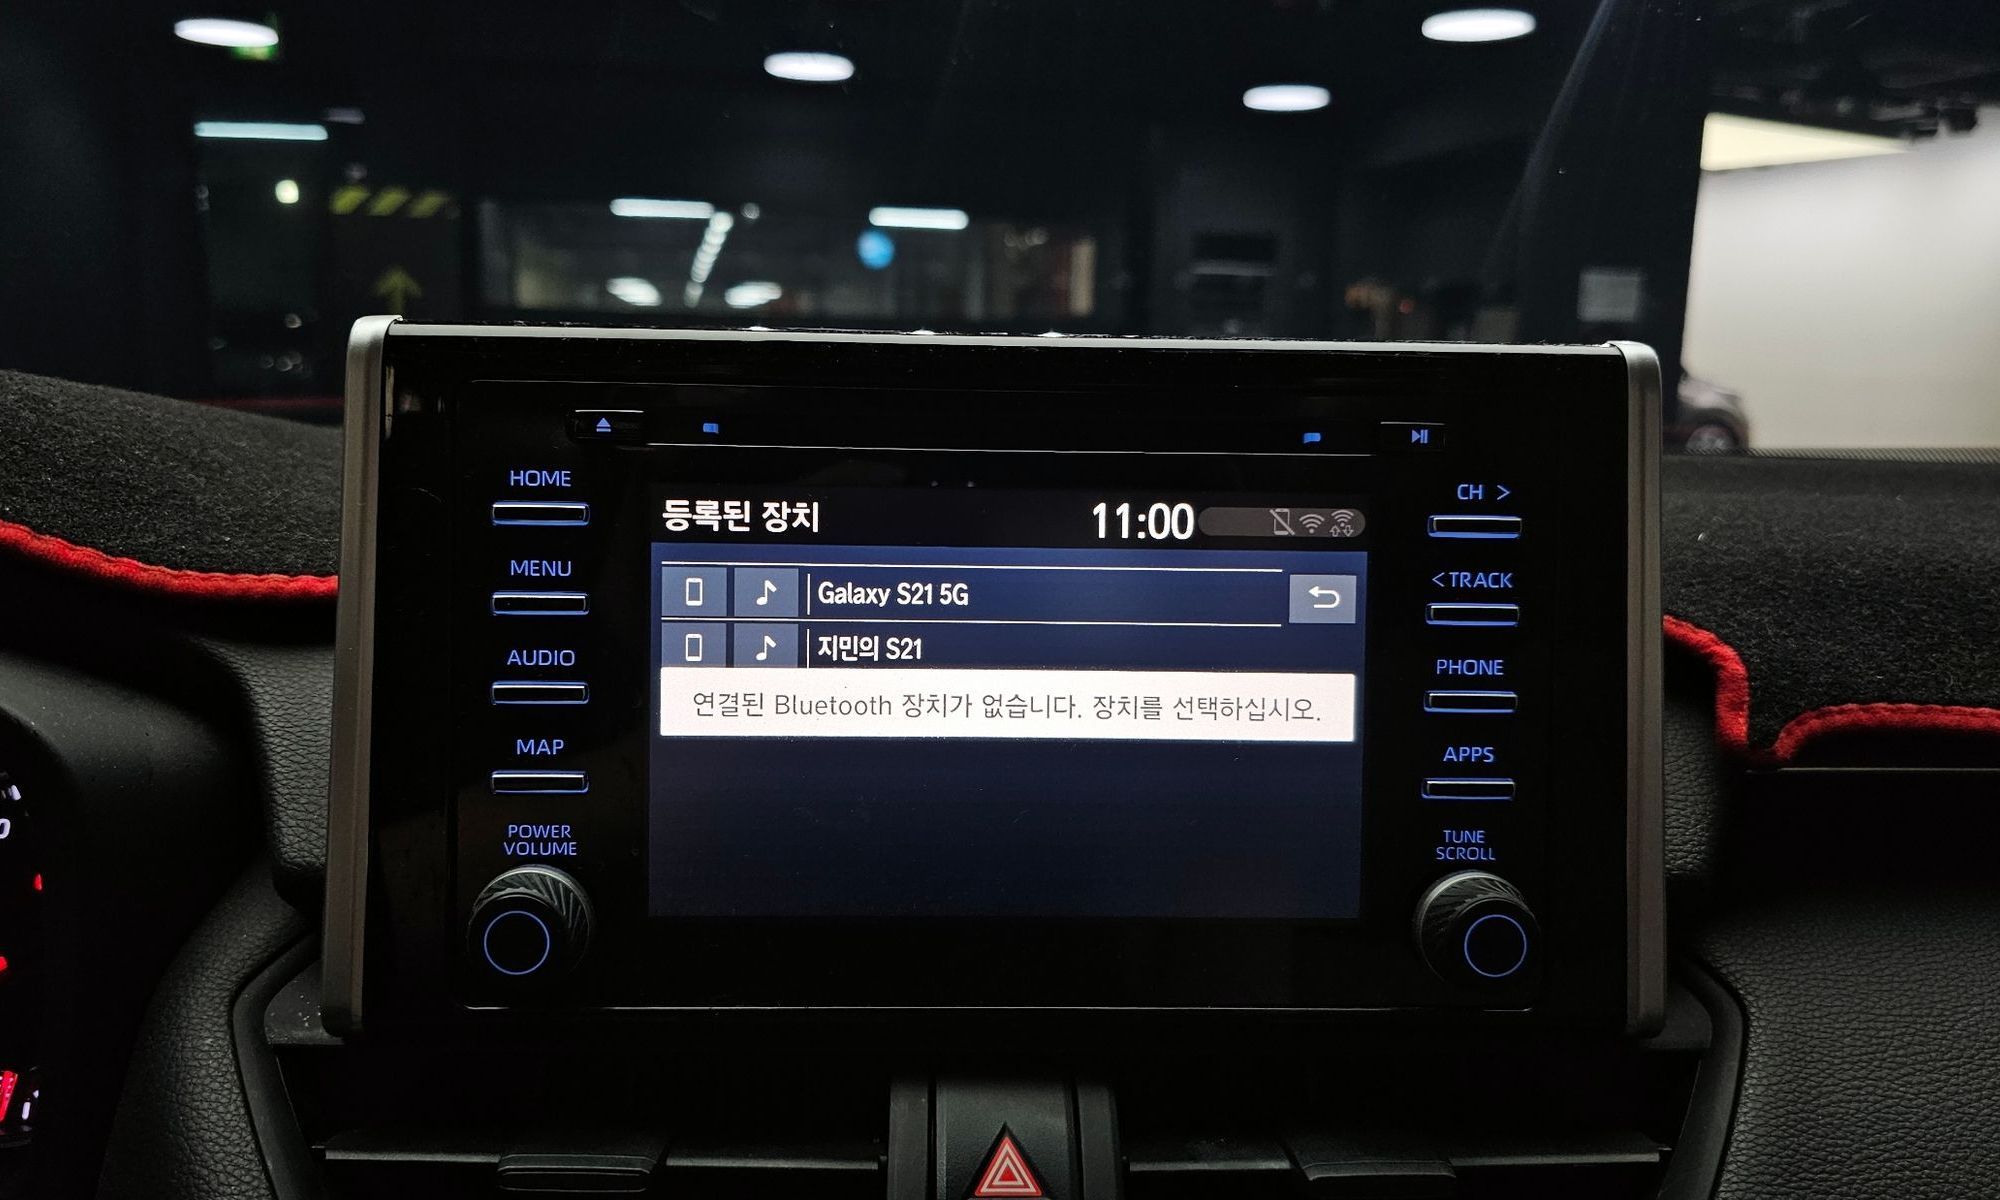 HOME
MENU
AUDIO
MAP
POWER
VOLUME
등록된 장치
11:00
Galaxy S21 5G
지민의 S21
연결된 Bluetooth 장치가 없습니다. 장치를 선택하십시오.
CH >
<TRACK
PHONE
APPS
TUNE
SCROLL